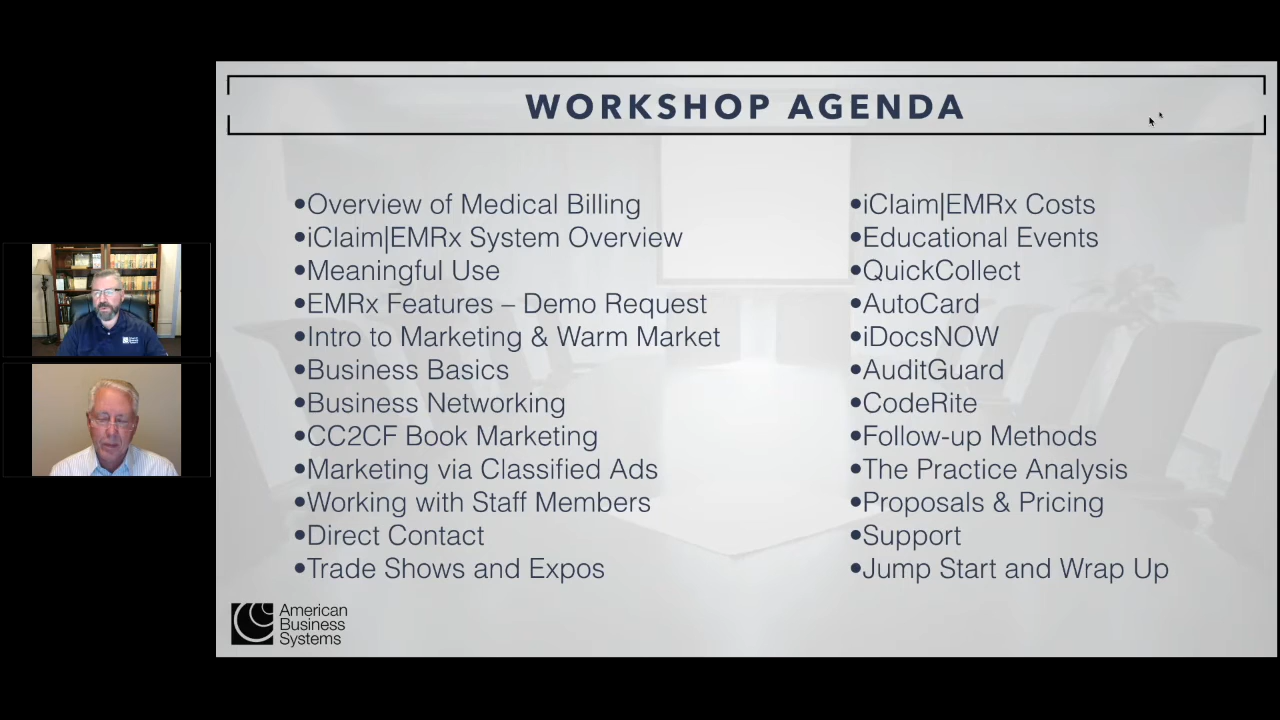 WORKSHOP AGENDA
•Overview of Medical Billing
•iClaim|EMRx System Overview
•Meaningful Use
•EMRx Features – Demo Request
•Intro to Marketing & Warm Market
•Business Basics
•Business Networking
•CC2CF Book Marketing
•Marketing via Classified Ads
•Working with Staff Members
•Direct Contact
•Trade Shows and Expos
•iClaim|EMRx Costs
•Educational Events
•QuickCollect
•AutoCard
•iDocsNOW
•AuditGuard
•CodeRite
•Follow-up Methods
•The Practice Analysis
•Proposals & Pricing
•Support
•Jump Start and Wrap Up
American
Business
Systems